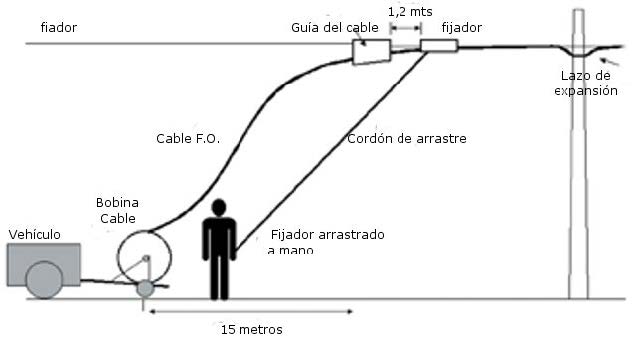 1,2 mts
fiador
Guía del cable
fijador
Lazo de
expansión
Cable F.O.
Cordón de arrastre
Bobina
Cable
Vehículo
Fijador arrastrado
a mano
15 metros